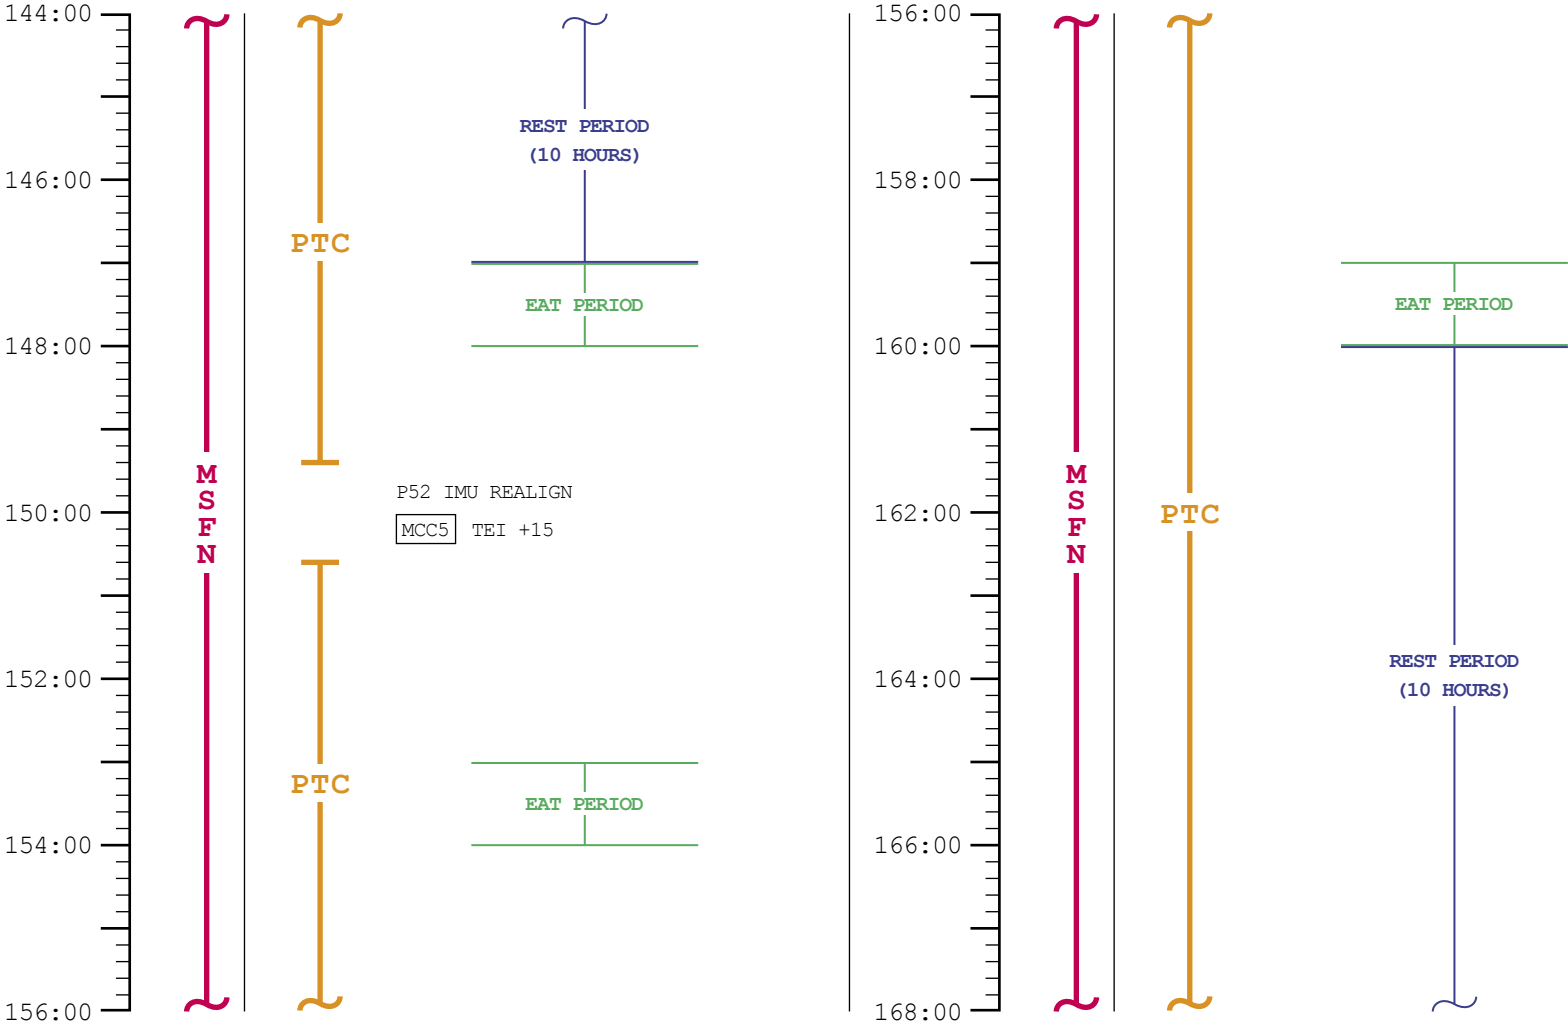 144:00
146:00
148:00
150:00
152:00
154:00
156:00
M
S
F
N
PTC
PTC
REST PERIOD
(10 HOURS)
EAT PERIOD
P52 IMU REALIGN
MCC5 TEI +15
EAT PERIOD
156:00
158:00
160:00
162:00
164:00
166:00
168:00
M
S
F
N
PTC
EAT PERIOD
REST PERIOD
(10 HOURS)